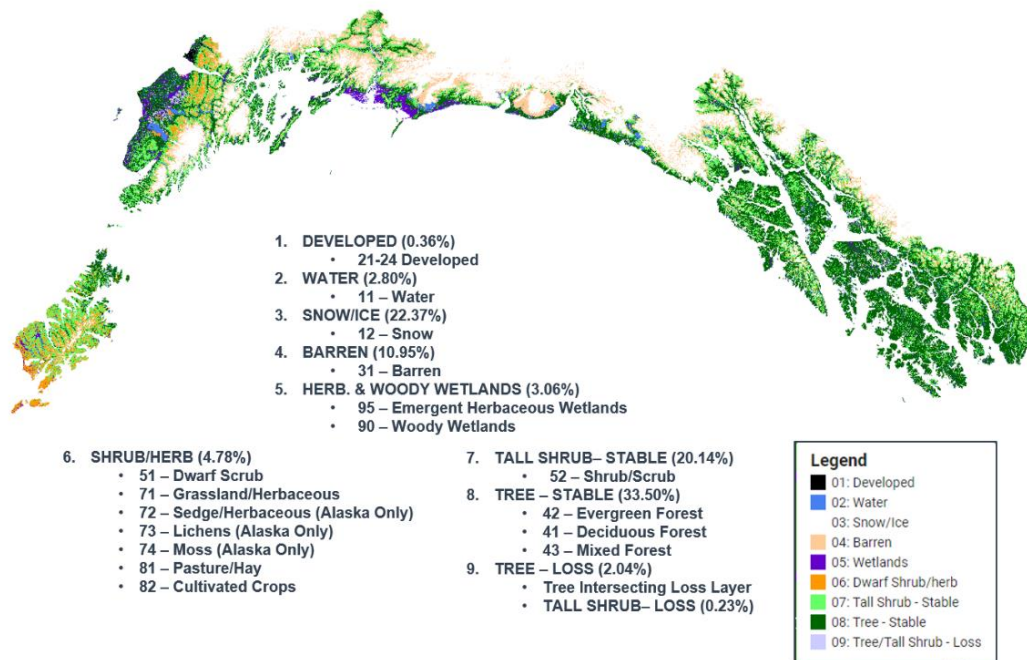 1. DEVELOPED (0.36%)
• 21-24 Developed
2. WATER (2.80%)
• 11 – Water
3. SNOW/ICE (22.37%)
• 12 – Snow
4. BARREN (10.95%)
• 31 – Barren
5. HERB. & WOODY WETLANDS (3.06%)
• 95 – Emergent Herbaceous Wetlands
• 90 – Woody Wetlands
6. SHRUB/HERB (4.78%)
• 51 – Dwarf Scrub
• 71 – Grassland/Herbaceous
• 72 – Sedge/Herbaceous (Alaska Only)
• 73 – Lichens (Alaska Only)
• 74 – Moss (Alaska Only)
• 81 – Pasture/Hay
• 82 – Cultivated Crops
7. TALL SHRUB– STABLE (20.14%)
• 52 – Shrub/Scrub
8. TREE – STABLE (33.50%)
• 42 – Evergreen Forest
• 41 – Deciduous Forest
• 43 – Mixed Forest
9. TREE – LOSS (2.04%)
• Tree Intersecting Loss Layer
• TALL SHRUB– LOSS (0.23%)
Legend
01: Developed
02: Water
03: Snow/Ice
04: Barren
05: Wetlands
06: Dwarf Shrub/herb
07: Tall Shrub - Stable
08: Tree - Stable
09: Tree/Tall Shrub - Loss